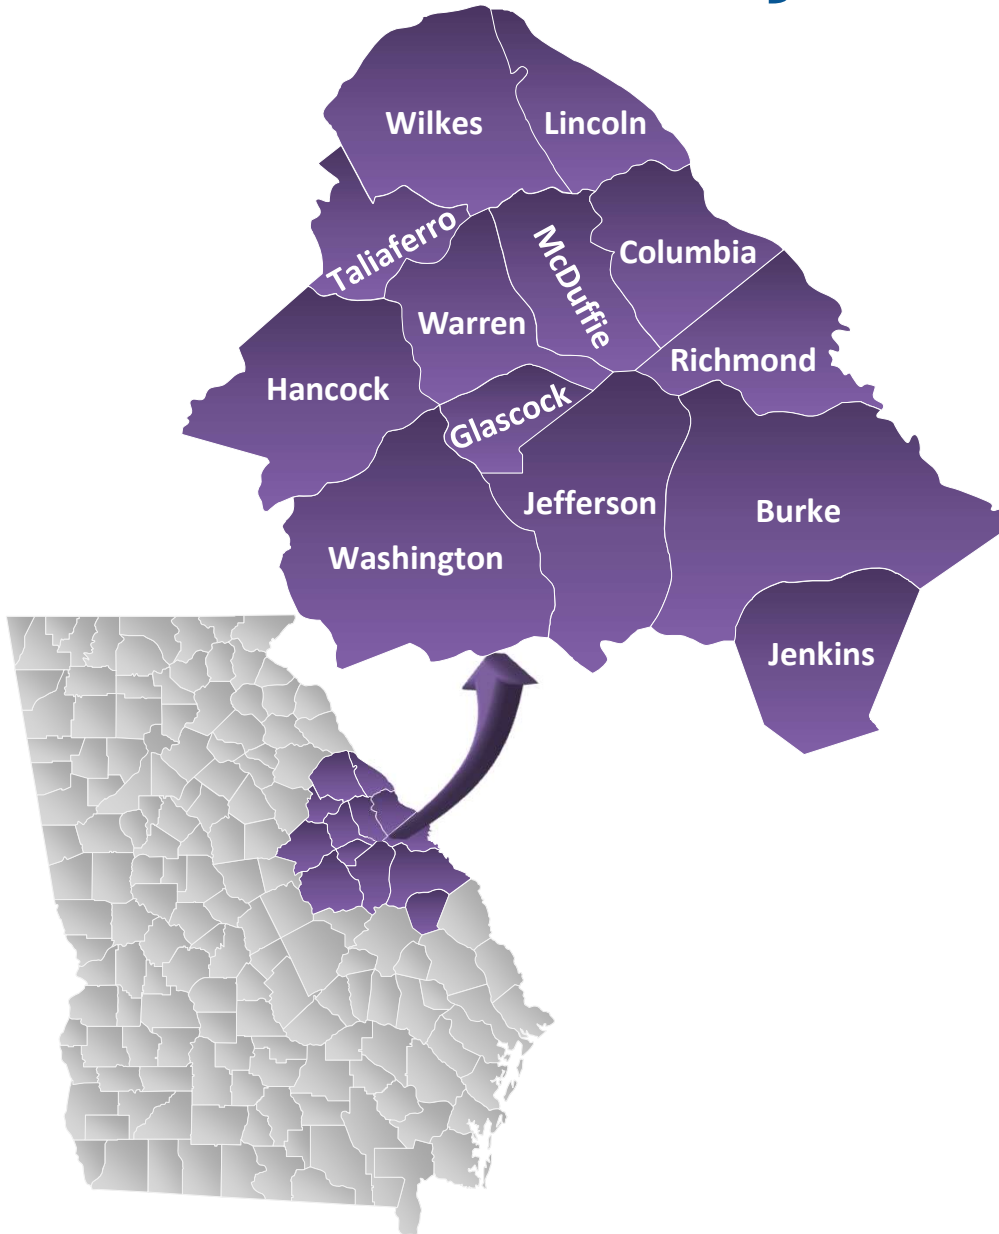 Wilkes
Lincoln
Taliaferro
McDuffie
Columbia
Warren
Richmond
Hancock
Glascock
Jefferson
Burke
Washington
Jenkins